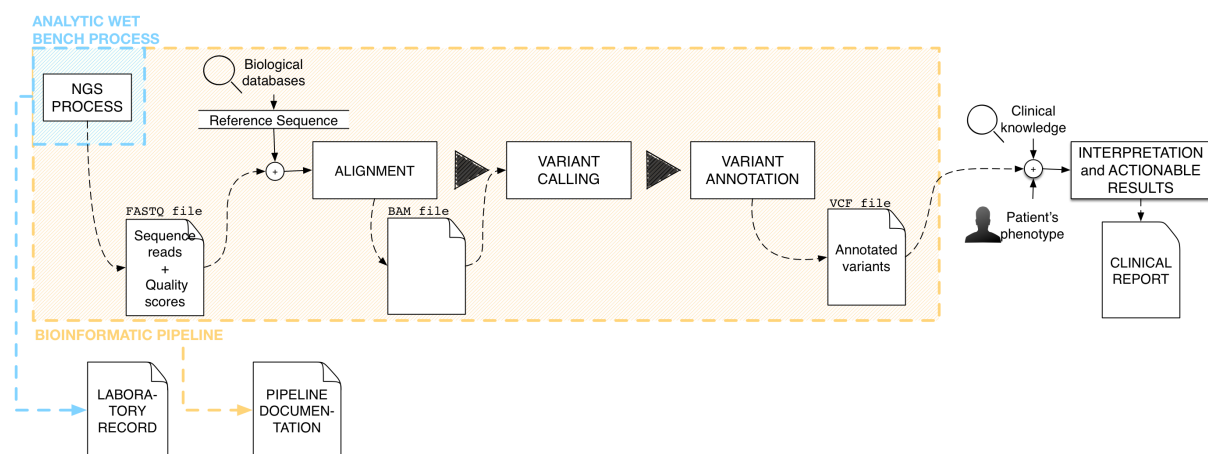 ANALYTIC WET
BENCH PROCESS
NGS
PROCESS
Biological
databases
Reference Sequence
+
ALIGNMENT
VARIANT
CALLING
VARIANT
ANNOTATION
Clinical
knowledge
+
Patient's
phenotype
INTERPRETATION
and ACTIONABLE
RESULTS
FASTQ file
Sequence
reads
+
Quality
scores
BAM file
VCF file
Annotated
variants
CLINICAL
REPORT
BIOINFORMATIC PIPELINE
LABORA-
TORY
RECORD
PIPELINE
DOCUMEN-
TATION